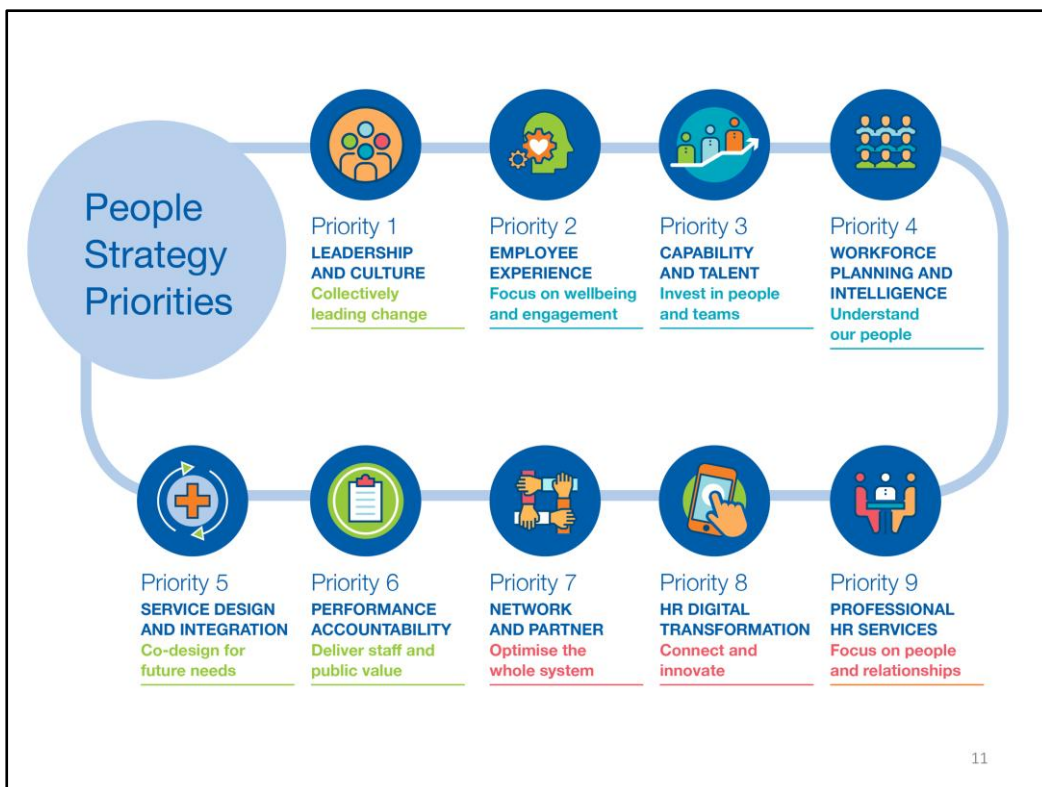 People
Strategy
Priorities
Priority 1
LEADERSHIP
AND CULTURE
Collectively
leading change
Priority 2
EMPLOYEE
EXPERIENCE
Focus on wellbeing
and engagement
Priority 3
CAPABILITY
AND TALENT
Invest in people
and teams
Priority 4
WORKFORCE
PLANNING AND
INTELLIGENCE
Understand
our people
Priority 5
SERVICE DESIGN
AND INTEGRATION
Co-design for
future needs
Priority 6
PERFORMANCE
ACCOUNTABILITY
Deliver staff and
public value
Priority 7
NETWORK
AND PARTNER
Optimise the
whole system
Priority 8
HR DIGITAL
TRANSFORMATION
Connect and
innovate
Priority 9
PROFESSIONAL
HR SERVICES
Focus on people
and relationships
11